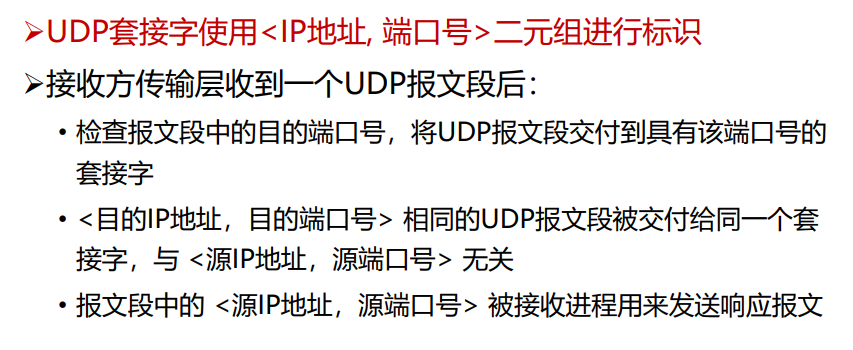 ➢UDP套接字使用<IP地址, 端口号>二元组进行标识
➢接收方传输层收到一个UDP报文段后：
• 检查报文段中的目的端口号，将UDP报文段交付到具有该端口号的
套接字
• <目的IP地址，目的端口号> 相同的UDP报文段被交付给同一个套
接字，与 <源IP地址，源端口号> 无关
• 报文段中的 <源IP地址，源端口号> 被接收进程用来发送响应报文